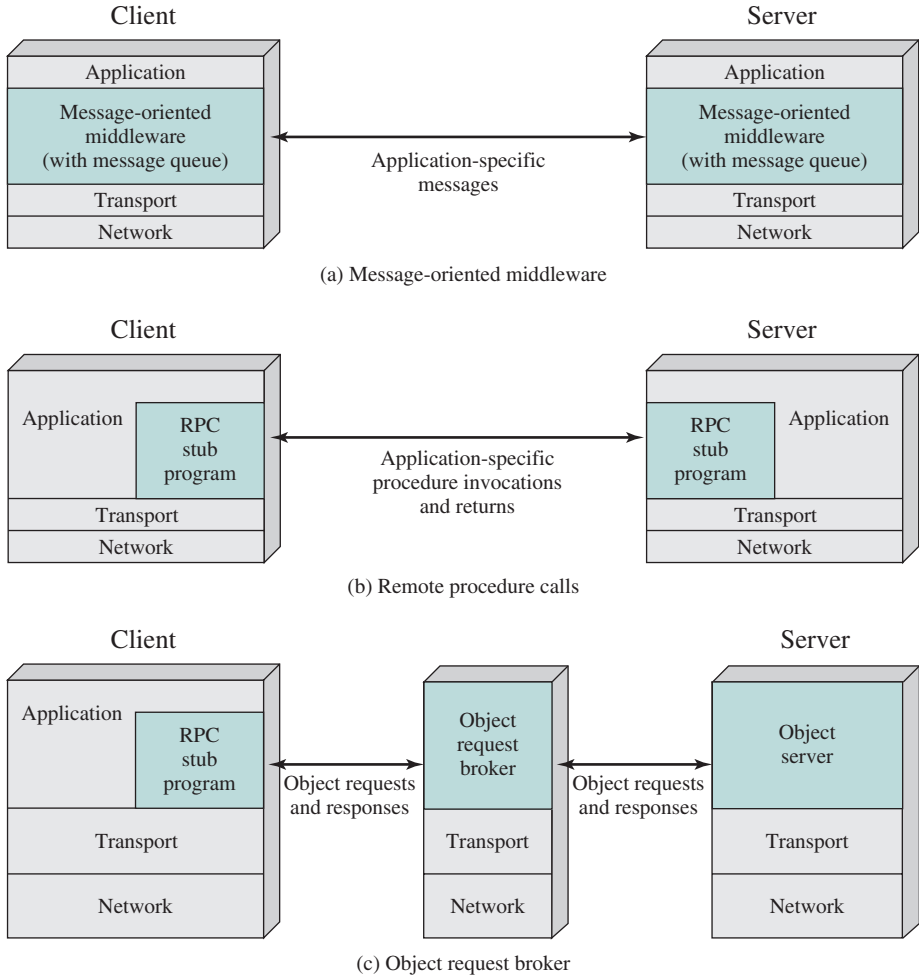 Client
Server
Application
Message-oriented
middleware
(with message queue)
Transport
Network
Application-specific
messages
Application
Message-oriented
middleware
(with message queue)
Transport
Network
(a) Message-oriented middleware
Client
Server
Application
RPC
stub
program
Transport
Network
Application-specific
procedure invocations
and returns
RPC
stub
program
Application
Transport
Network
(b) Remote procedure calls
Client
Server
Application
RPC
stub
program
Transport
Network
Object requests
and responses
Object
request
broker
Transport
Network
Object requests
and responses
Object
server
Transport
Network
(c) Object request broker